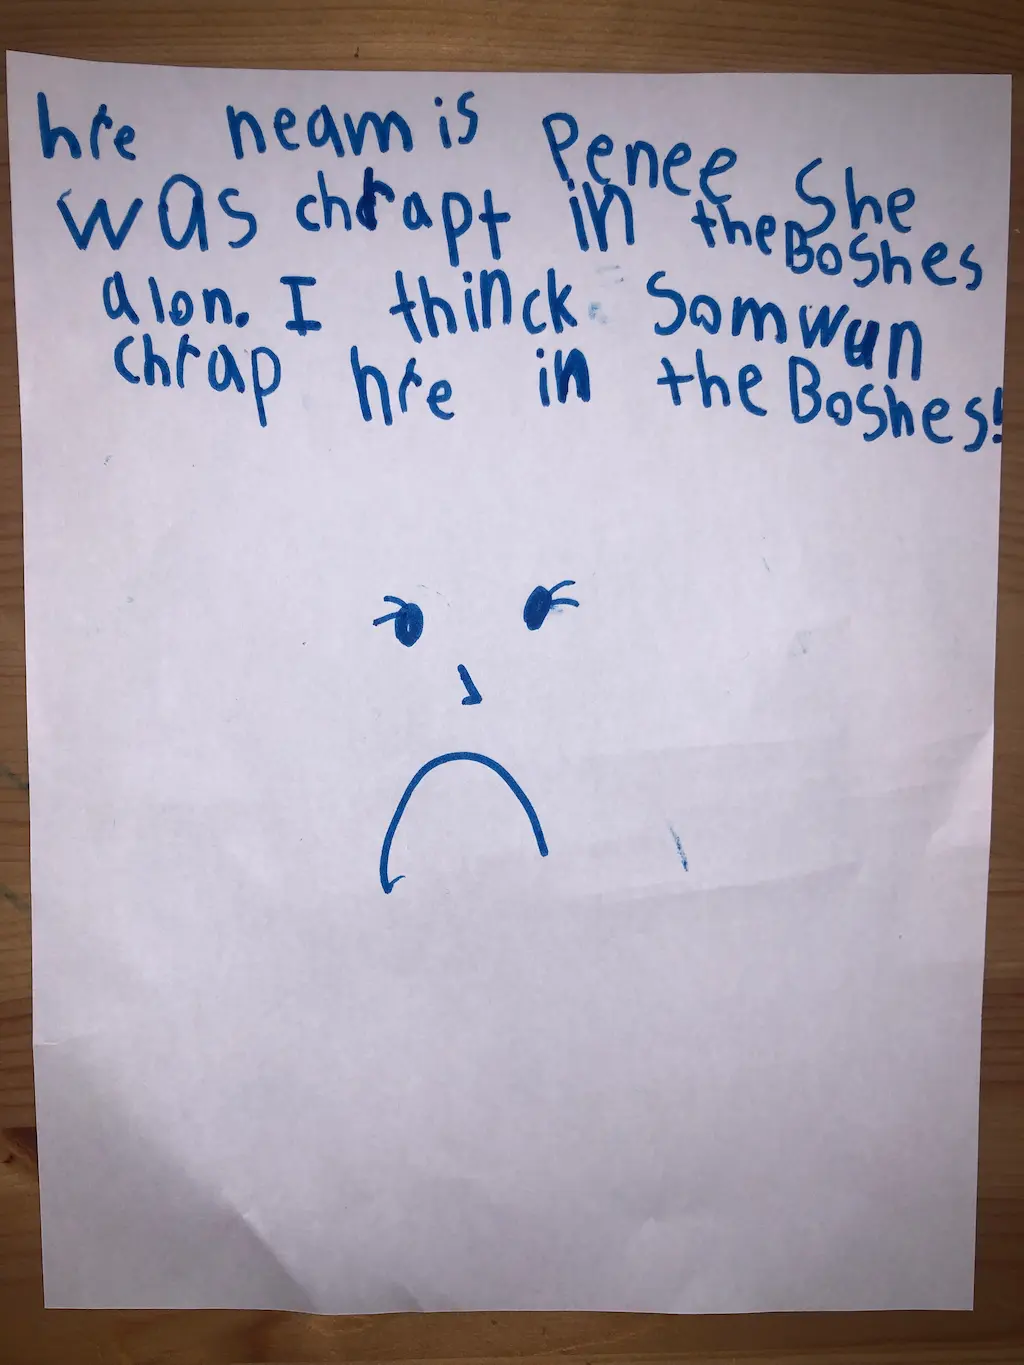 hre neam is Penee She
was chrapt in the Boshes
alon. I thinck Somwun
chrap hre in the Boshes!